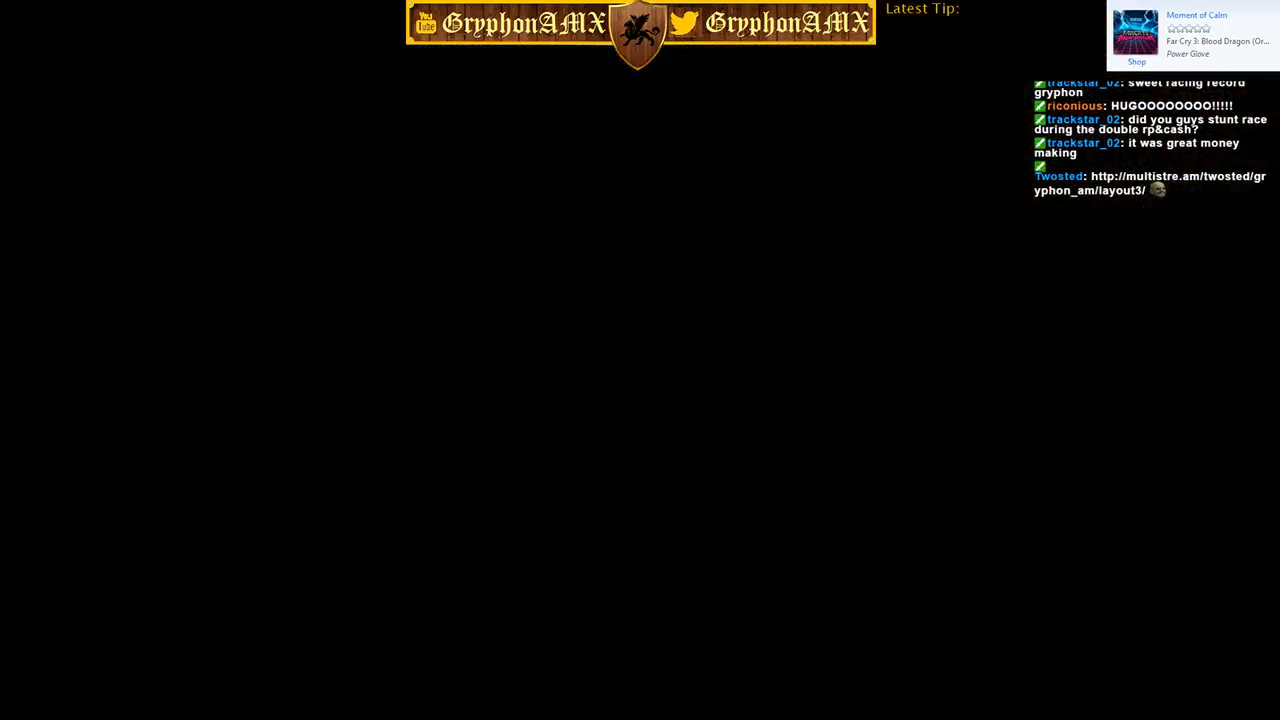 You
Tube
GryphonAMX
GryphonAMX
Latest Tip:
Moment of Calm
Far Cry 3: Blood Dragon (Or...
Power Glove
Shop
trackstar_02: sweet racing record
gryphon
riconious: HUGOOOOOOOO!!!!!
trackstar_02: did you guys stunt race
during the double rp&cash?
trackstar_02: it was great money
making
Twosted: http://multistre.am/twosted/gr
yphon_am/layout3/